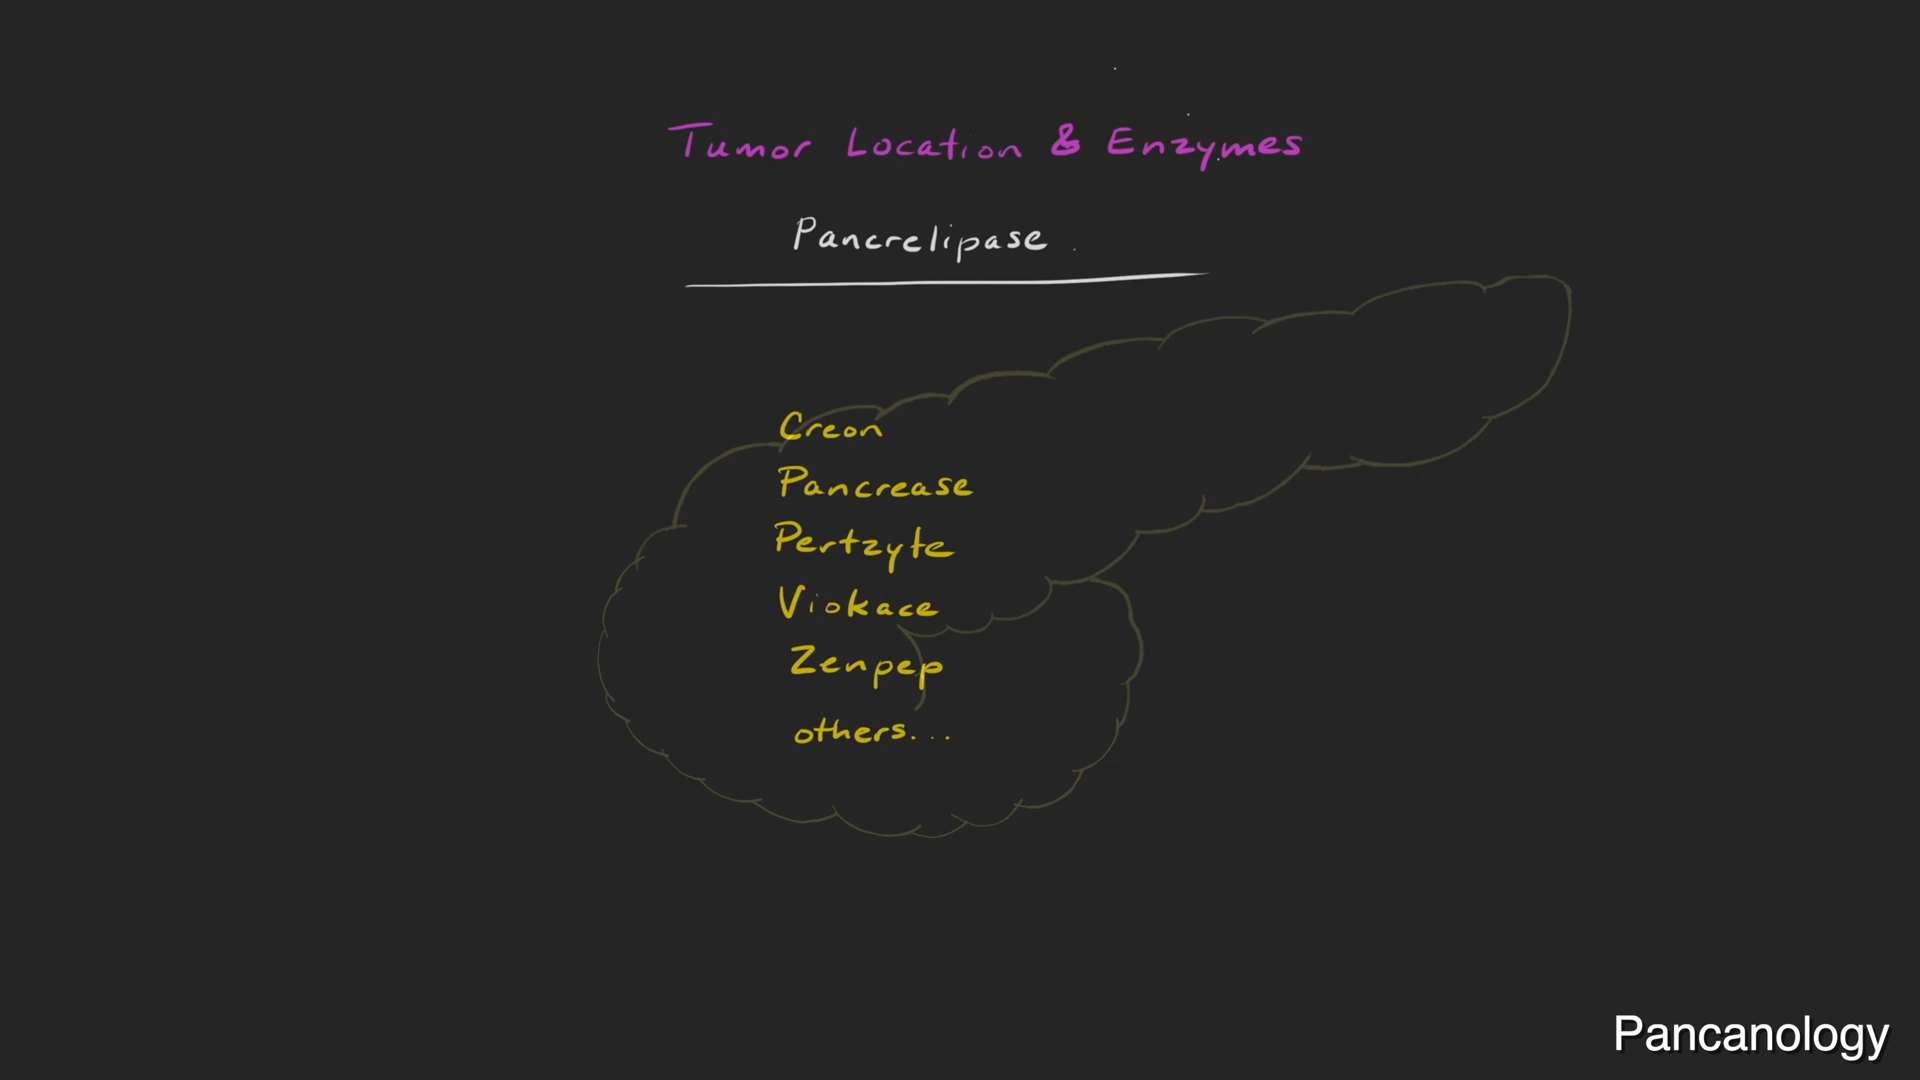 Tumor Location & Enzymes
Pancrelipase
Creon
Pancrease
Pertzyte
Viokace
Zenpep
others...
Pancanology